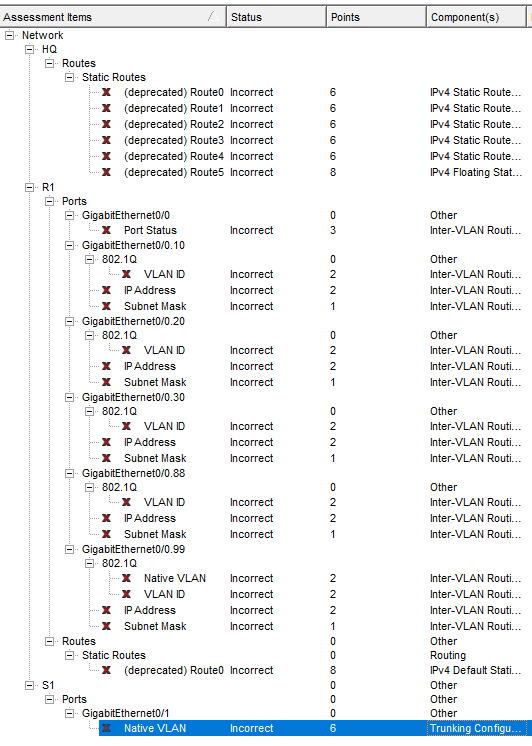 Assessment Items Status Points Component(s)
Network
HQ
Routes
Static Routes
(deprecated) Route0 Incorrect 6 IPv4 Static Route...
(deprecated) Route1 Incorrect 6 IPv4 Static Route...
(deprecated) Route2 Incorrect 6 IPv4 Static Route...
(deprecated) Route3 Incorrect 6 IPv4 Static Route...
(deprecated) Route4 Incorrect 6 IPv4 Static Route...
(deprecated) Route5 Incorrect 8 IPv4 Floating Stat...
R1
Ports
GigabitEthernet0/0 0 Other
Port Status Incorrect 3 Inter-VLAN Routi...
GigabitEthernet0/0.10
802.1Q 0 Other
VLAN ID Incorrect 2 Inter-VLAN Routi...
IP Address Incorrect 2 Inter-VLAN Routi...
Subnet Mask Incorrect 1 Inter-VLAN Routi...
GigabitEthernet0/0.20
802.1Q 0 Other
VLAN ID Incorrect 2 Inter-VLAN Routi...
IP Address Incorrect 2 Inter-VLAN Routi...
Subnet Mask Incorrect 1 Inter-VLAN Routi...
GigabitEthernet0/0.30
802.1Q 0 Other
VLAN ID Incorrect 2 Inter-VLAN Routi...
IP Address Incorrect 2 Inter-VLAN Routi...
Subnet Mask Incorrect 1 Inter-VLAN Routi...
GigabitEthernet0/0.88
802.1Q 0 Other
VLAN ID Incorrect 2 Inter-VLAN Routi...
IP Address Incorrect 2 Inter-VLAN Routi...
Subnet Mask Incorrect 1 Inter-VLAN Routi...
GigabitEthernet0/0.99
802.1Q 0 Other
Native VLAN Incorrect 2 Inter-VLAN Routi...
VLAN ID Incorrect 2 Inter-VLAN Routi...
IP Address Incorrect 2 Inter-VLAN Routi...
Subnet Mask Incorrect 1 Inter-VLAN Routi...
Routes 0 Other
Static Routes 0 Routing
(deprecated) Route0 Incorrect 8 IPv4 Default Stati...
S1 0 Other
Ports 0 Other
GigabitEthernet0/1 0 Other
Native VLAN Incorrect 6 Trunking Configu...